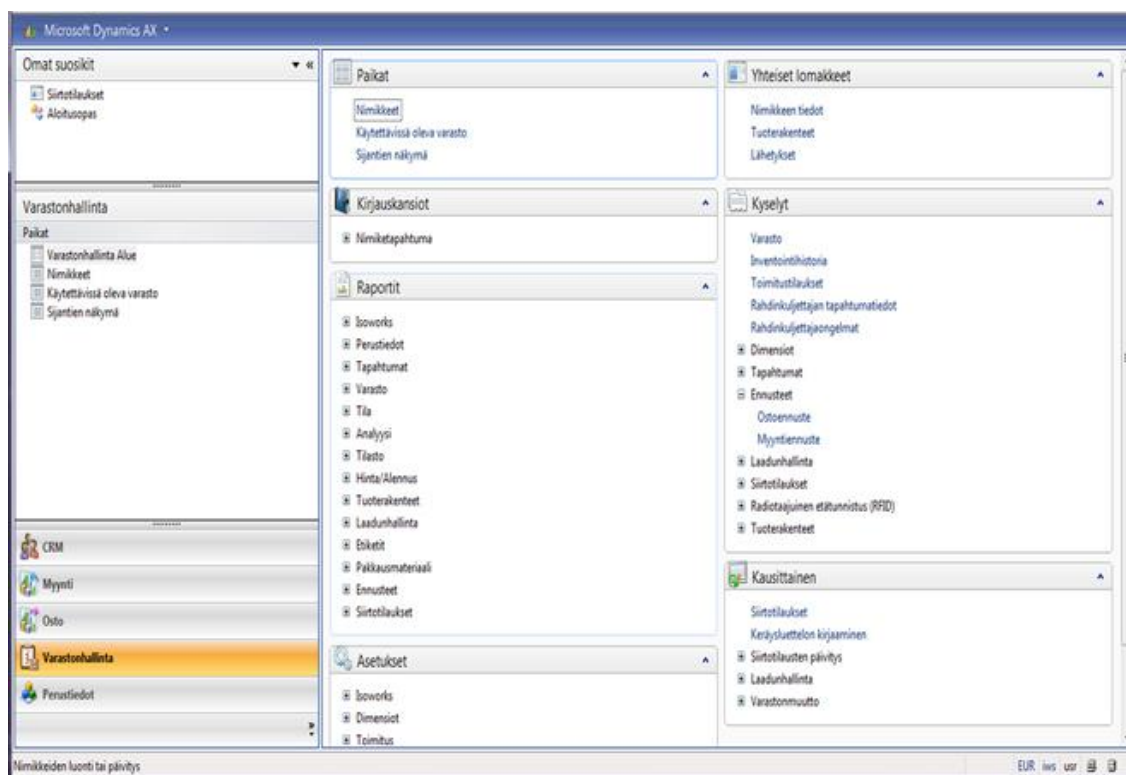 Microsoft Dynamics AX
Omat suosikit
Siirtotilaukset
Aloitusopas
Varastonhallinta
Paikat
Varastonhallinta Alue
Nimikkeet
Käytettävissä oleva varasto
Sijantien näkymä
CRM
Myynti
Osto
Varastonhallinta
Perustiedot
Paikat
Nimikkeet
Käytettävissä oleva varasto
Sijantien näkymä
Kirjauskansiot
Nimiketapahtuma
Raportit
Isoworks
Perustiedot
Tapahtumat
Varasto
Tila
Analyysi
Tilasto
Hinta/Alennus
Tuoterakenteet
Laadunhallinta
Etiketit
Pakkausmateriaali
Ennusteet
Siirtotilaukset
Asetukset
Isoworks
Dimensiot
Toimitus
Yhteiset lomakkeet
Nimikkeen tiedot
Tuoterakenteet
Lähetykset
Kyselyt
Varasto
Inventointihistoria
Toimitustilaukset
Rahdinkuljettajan tapahtumatiedot
Rahdinkuljettajaongelmat
Dimensiot
Tapahtumat
Ennusteet
Ostoennuste
Myyntiennuste
Laadunhallinta
Siirtotilaukset
Radiotaajuinen etätunnistus (RFID)
Tuoterakenteet
Kausittainen
Siirtotilaukset
Keräysluettelon kirjaaminen
Siirtotilausten päivitys
Laadunhallinta
Varastonmuutto
Nimikkeiden luonti tai päivitys
EUR iws usr